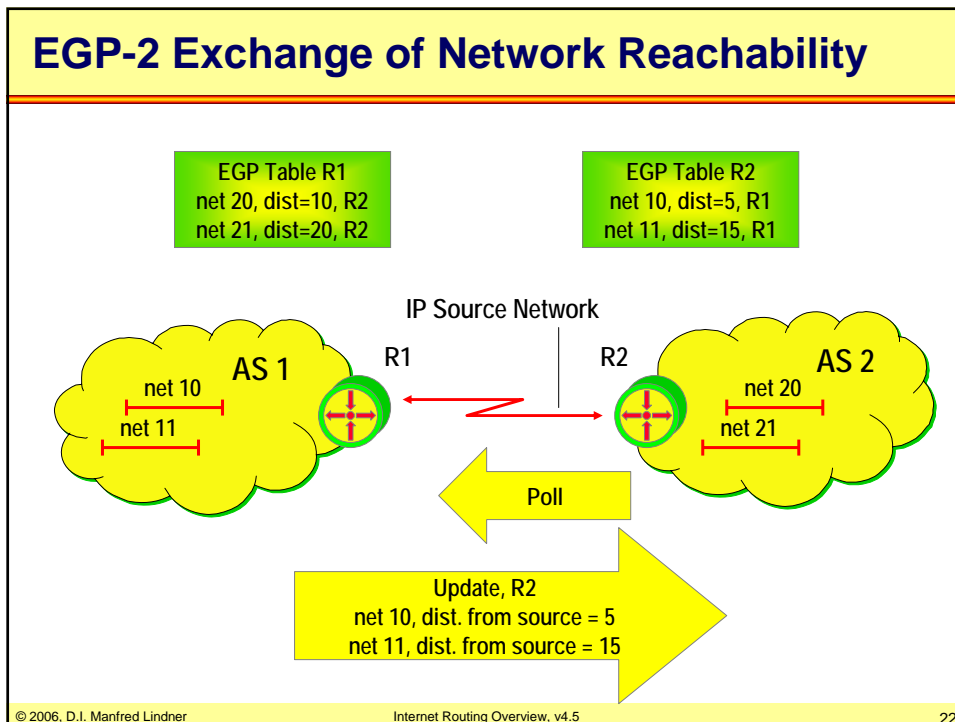 EGP-2 Exchange of Network Reachability
EGP Table R1
net 20, dist=10, R2
net 21, dist=20, R2
EGP Table R2
net 10, dist=5, R1
net 11, dist=15, R1
IP Source Network
AS 1
R1
R2
AS 2
net 10
net 11
net 20
net 21
Poll
Update, R2
net 10, dist. from source = 5
net 11, dist. from source = 15
© 2006, D.I. Manfred Lindner
Internet Routing Overview, v4.5
22